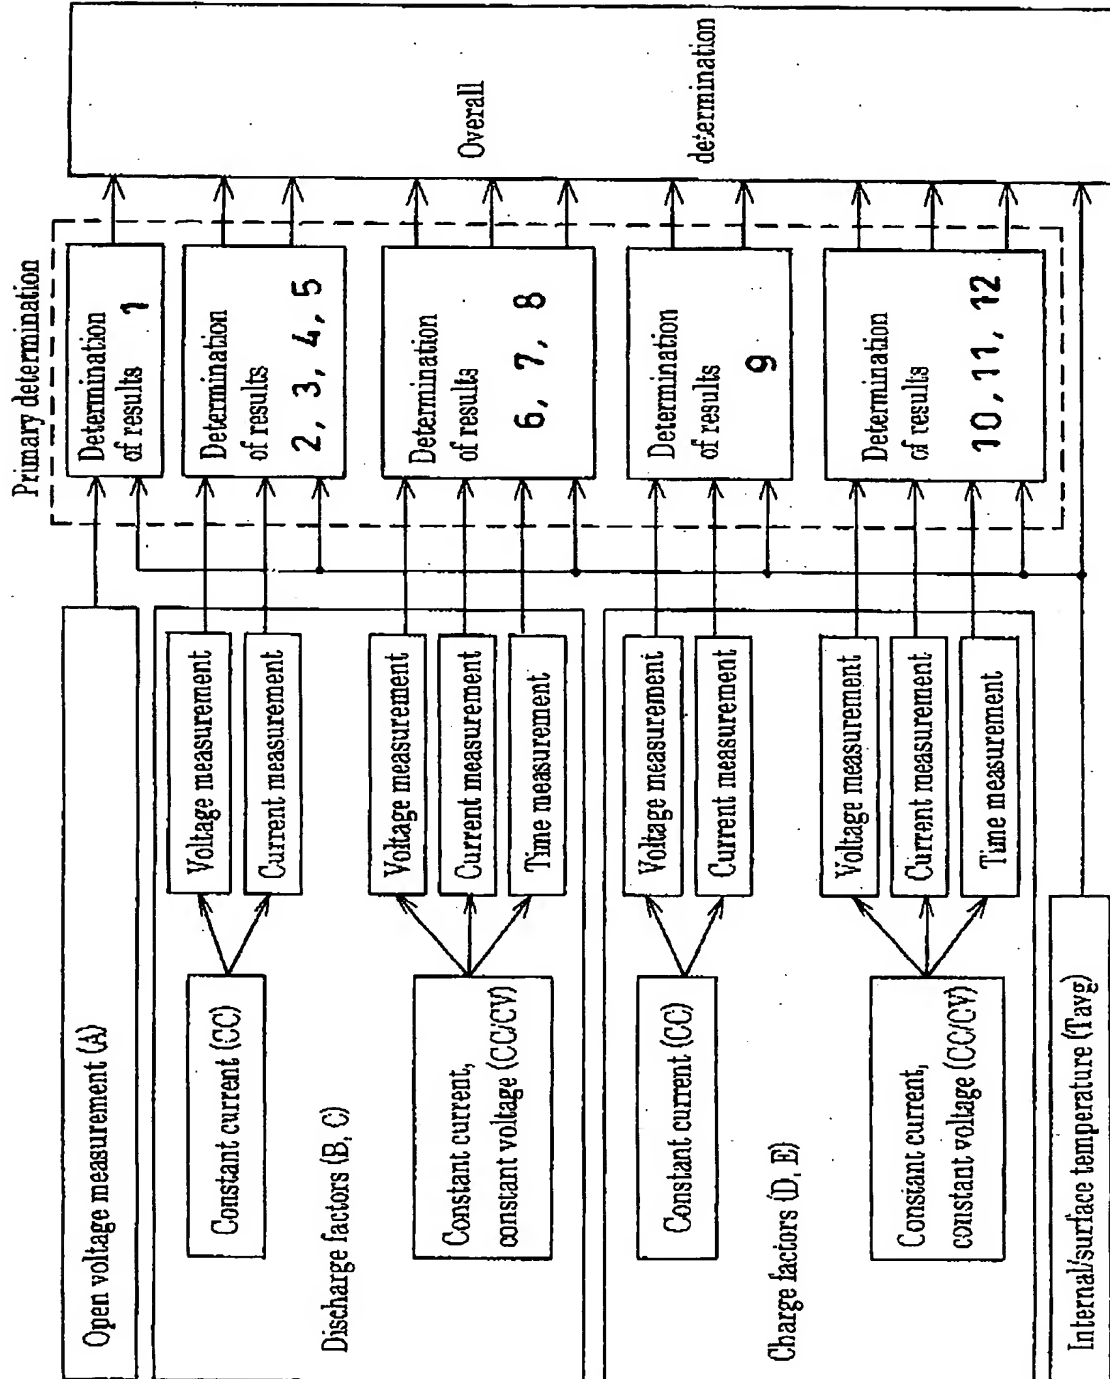 Open voltage measurement (A)
Discharge factors (B, C)
Constant current (CC)
Voltage measurement
Current measurement
Constant current,
constant voltage (CC/CV)
Voltage measurement
Current measurement
Time measurement
Charge factors (D, E)
Constant current (CC)
Voltage measurement
Current measurement
Constant current,
constant voltage (CC/CV)
Voltage measurement
Current measurement
Time measurement
Internal/surface temperature (Tavg)
Primary determination
Determination
of results 1
Determination
of results
2, 3, 4, 5
Determination
of results
6, 7, 8
Determination
of results
9
Determination
of results
10, 11, 12
Overall
determination